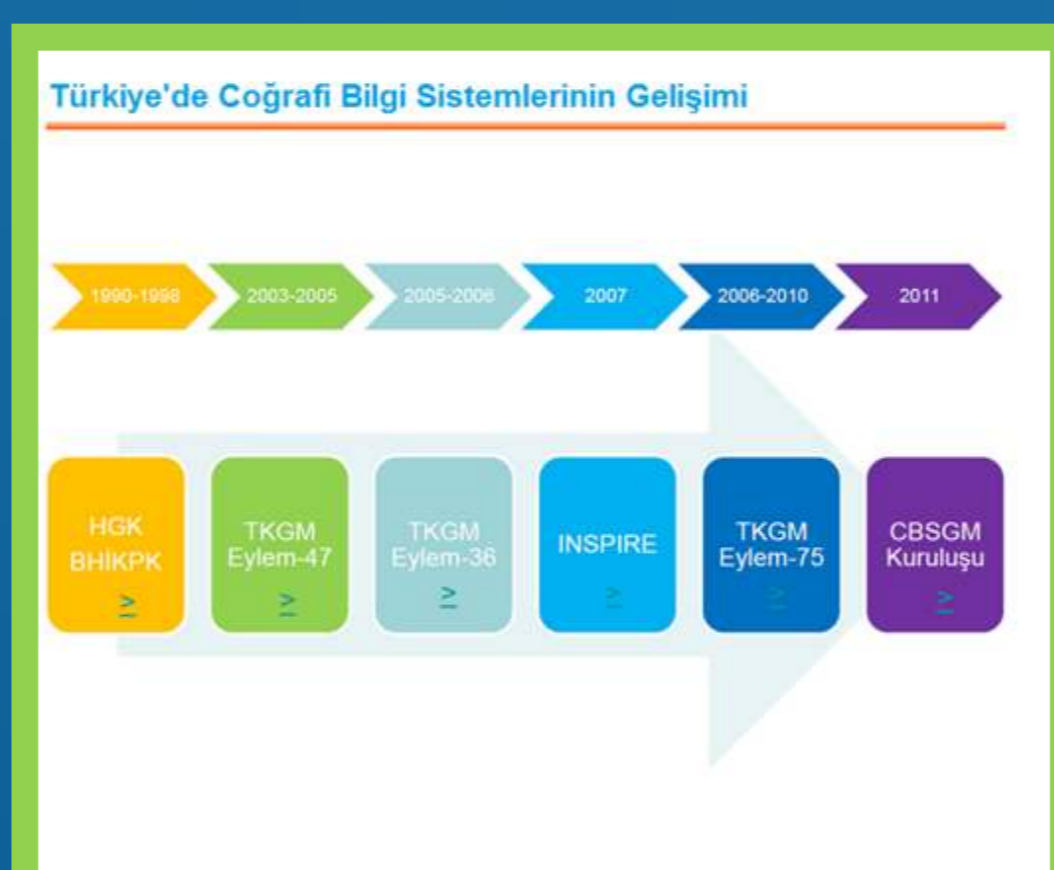 Türkiye'de Coğrafi Bilgi Sistemlerinin Gelişimi
1990-1998
2003-2005
2005-2006
2007
2006-2010
2011
HGK
BHİKPK
>
TKGM
Eylem-47
>
TKGM
Eylem-36
>
INSPIRE
>
TKGM
Eylem-75
>
CBSGM
Kuruluşu
>